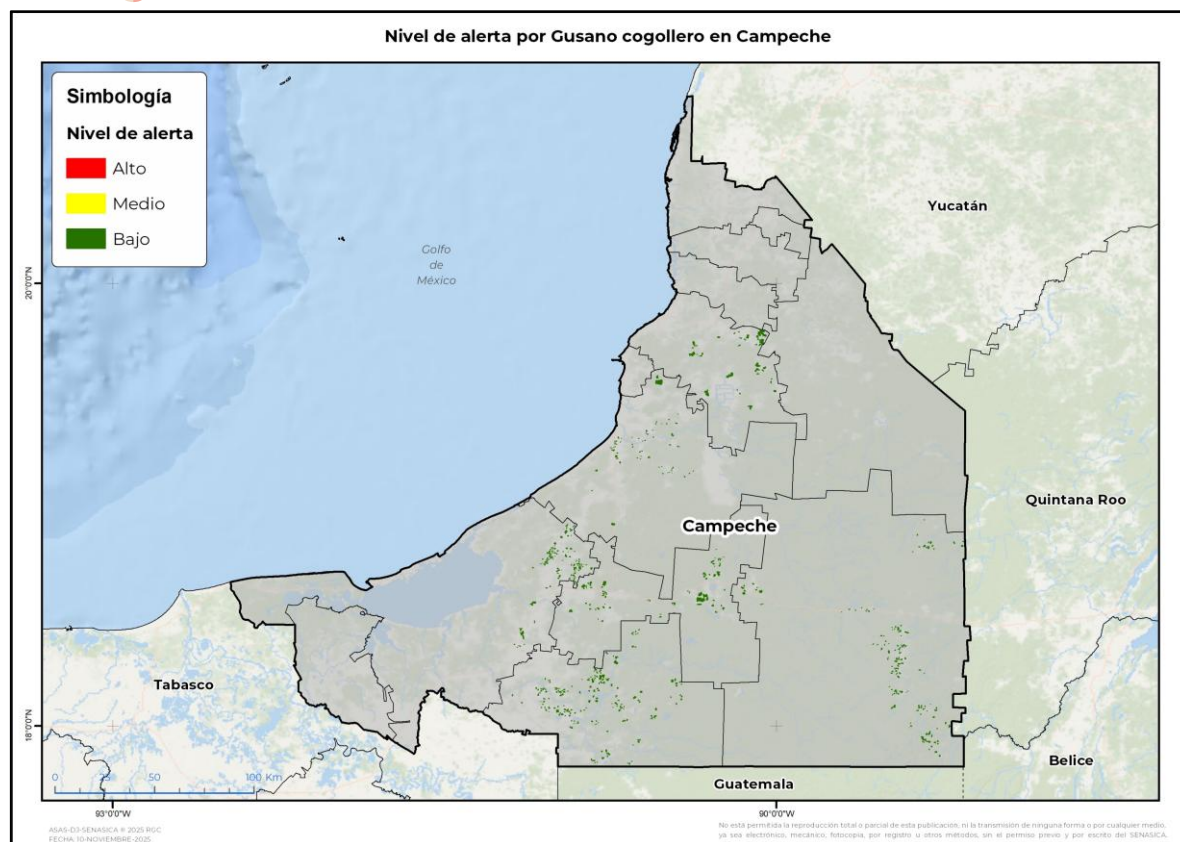 Nivel de alerta por Gusano cogollero en Campeche
Simbología
Nivel de alerta
Alto
Medio
Bajo
Golfo
de
México
Yucatán
Quintana Roo
Campeche
Tabasco
Guatemala
Belice
20°0'0"N
18°0'0"N
0 25 50 100 Km
93°0'0"W
90°0'0"W
ASAS-DJ-SENASICA © 2025 RGC
FECHA:10-NOVIEMBRE-2025
No está permitida la reproducción total o parcial de esta publicación, ni la transmisión de ninguna forma o por cualquier medio,
ya sea electrónico, mecánico, fotocopia, por registro u otros métodos, sin el permiso previo y por escrito del SENASICA.